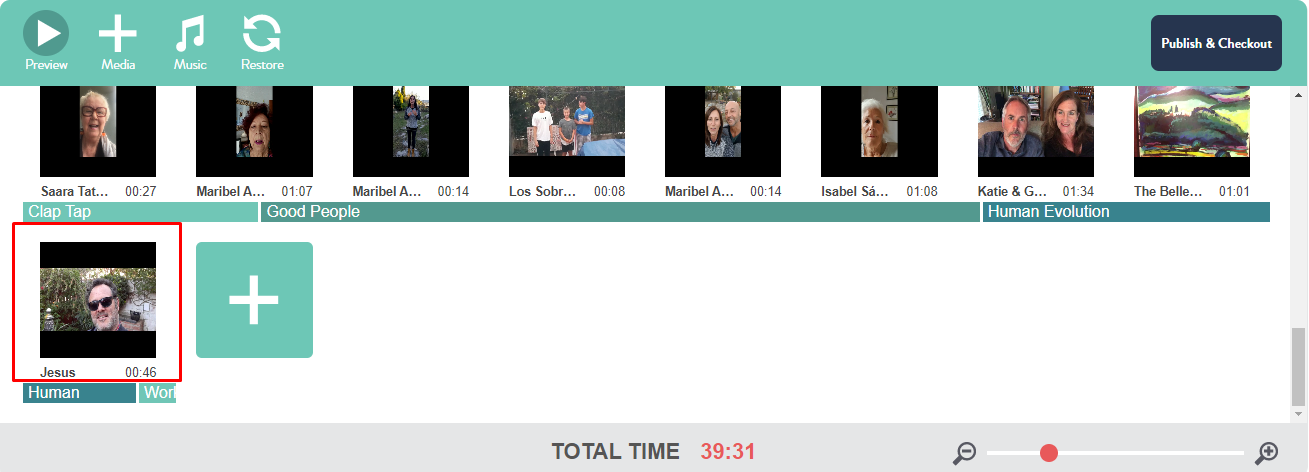 Preview Media Music Restore Publish & Checkout
Saara Tat... 00:27 Maribel A... 01:07 Maribel A... 00:14 Los Sobr... 00:08 Maribel A... 00:14 Isabel Sá... 01:08 Katie & G... 01:34 The Belle... 01:01
Clap Tap Good People Human Evolution
Jesus 00:46
Human Worl
TOTAL TIME 39:31